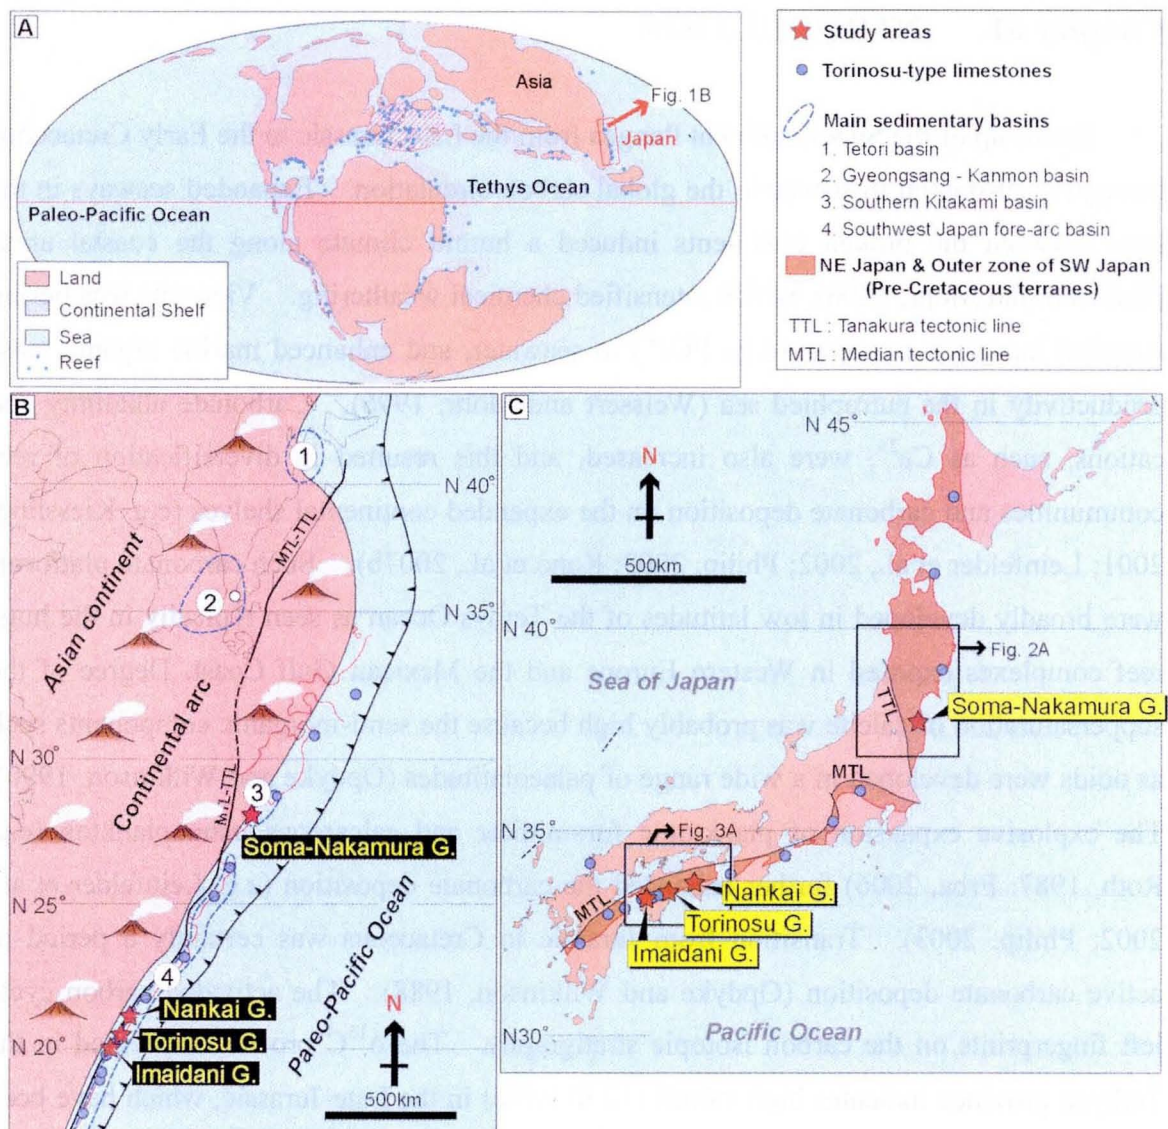 A
Asia
Fig. 1B
Japan
Tethys Ocean
Paleo-Pacific Ocean
Land
Continental Shelf
Sea
Reef
Study areas
Torinosu-type limestones
Main sedimentary basins
1. Tetori basin
2. Gyeongsang - Kanmon basin
3. Southern Kitakami basin
4. Southwest Japan fore-arc basin
NE Japan & Outer zone of SW Japan
(Pre-Cretaceous terranes)
TTL : Tanakura tectonic line
MTL : Median tectonic line
B
1
N 40°
MTL-TTL
Asian continent
2
N 35°
Continental arc
N 30°
MTL-TTL
3
Soma-Nakamura G.
N 25°
Paleo-Pacific Ocean
4
Nankai G.
N 20°
Torinosu G.
Imaidani G.
N
500km
C
N 45°
N
500km
N 40°
Fig. 2A
Sea of Japan
TTL
Soma-Nakamura G.
MTL
N 35°
Fig. 3A
MTL
Nankai G.
Torinosu G.
Imaidani G.
N30°
Pacific Ocean